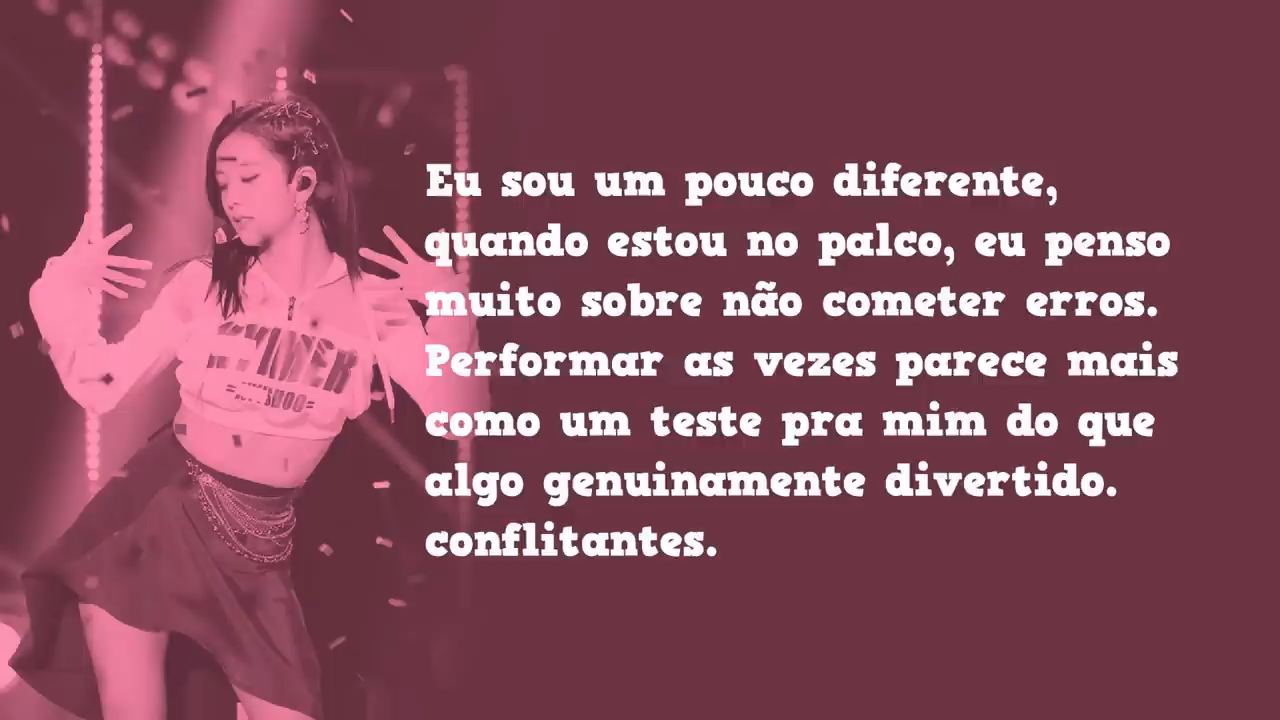 Eu sou um pouco diferente,
quando estou no palco, eu penso
muito sobre não cometer erros.
Performar as vezes parece mais
como um teste pra mim do que
algo genuinamente divertido.
conflitantes.